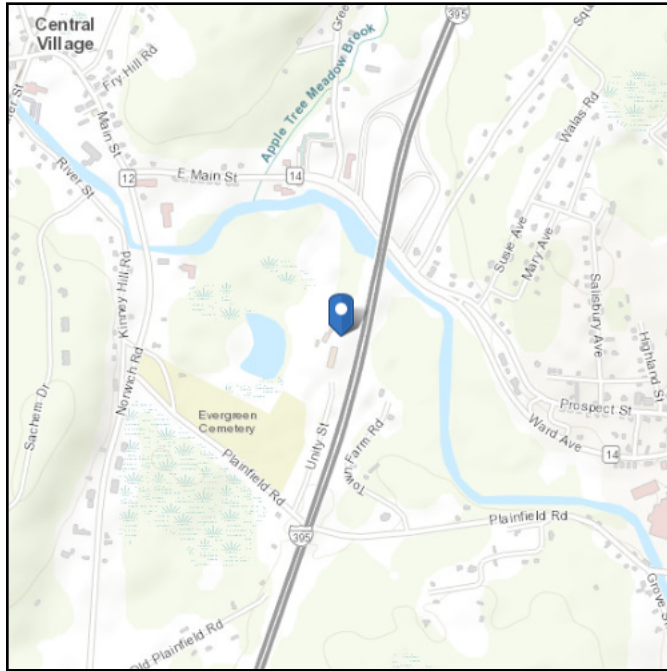 Central
Village
Fry Hill Rd
Main St
River St
12
E Main St
14
Apple Tree Meadow Brook
395
Walas Rd
Susie Ave
Mary Ave
Salisbury Ave
Highland St
Prospect St
Ward Ave
14
Kinney Hill Rd
Norwich Rd
Sachem Dr
Evergreen
Cemetery
Unity St
Town Farm Rd
Plainfield Rd
Plainfield Rd
395
Old Plainfield Rd
Grove St